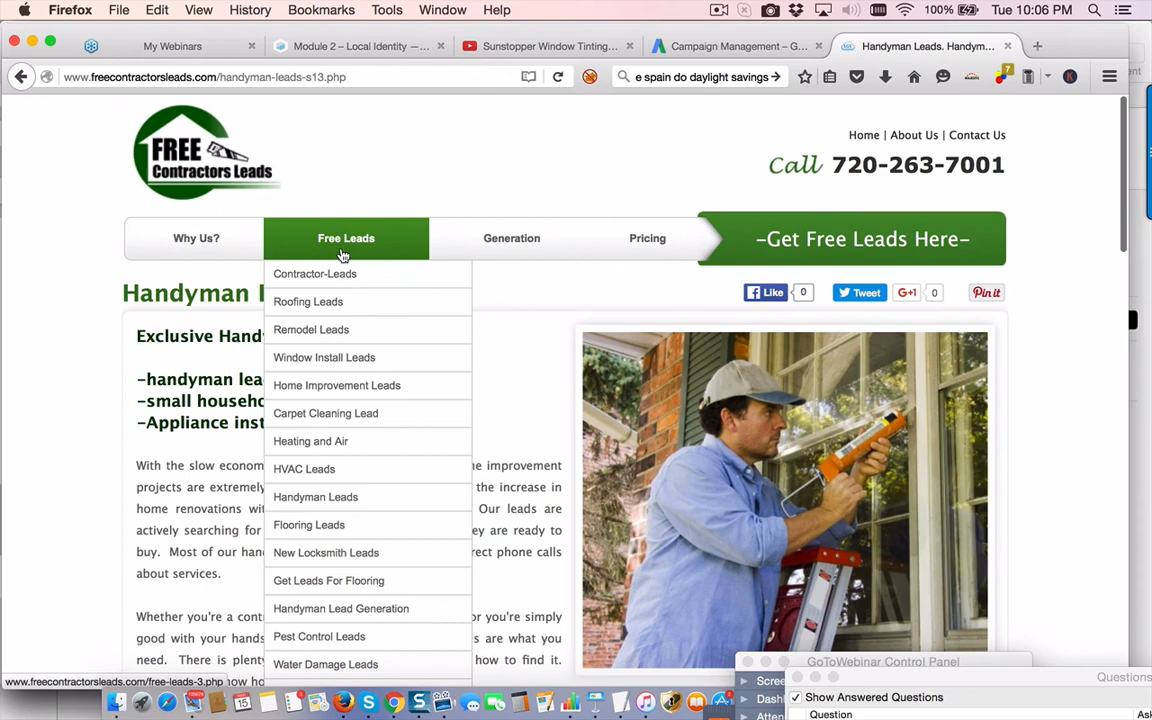 Firefox File Edit View History Bookmarks Tools Window Help 100% Tue 10:06 PM
My Webinars × Module 2 – Local Identity —... × Sunstopper Window Tinting... × Campaign Management – G... × Handyman Leads. Handym... × +
www.freecontractorsleads.com/handyman-leads-s13.php e spain do daylight savings 7 K
FREE
Contractors Leads
Home | About Us | Contact Us
Call 720-263-7001
Why Us? Free Leads Generation Pricing -Get Free Leads Here-
Handyman
Like 0 Tweet G+1 0 Pin it
Contractor-Leads
Roofing Leads
Remodel Leads
Window Install Leads
Home Improvement Leads
Carpet Cleaning Lead
Heating and Air
HVAC Leads
Handyman Leads
Flooring Leads
New Locksmith Leads
Get Leads For Flooring
Handyman Lead Generation
Pest Control Leads
Water Damage Leads
Exclusive Hand
-handyman lea
-small househo
-Appliance inst
With the slow econom e improvement
projects are extremely the increase in
home renovations wit Our leads are
actively searching for ey are ready to
buy. Most of our han rect phone calls
about services.
Whether you're a cont or you're simply
good with your hands s are what you
need. There is plenty how to find it.
www.freecontractorsleads.com/free-leads-3.php
GoToWebinar Control Panel
Scree
Dashl
Atten
Questions
Show Answered Questions
Question Ask
15